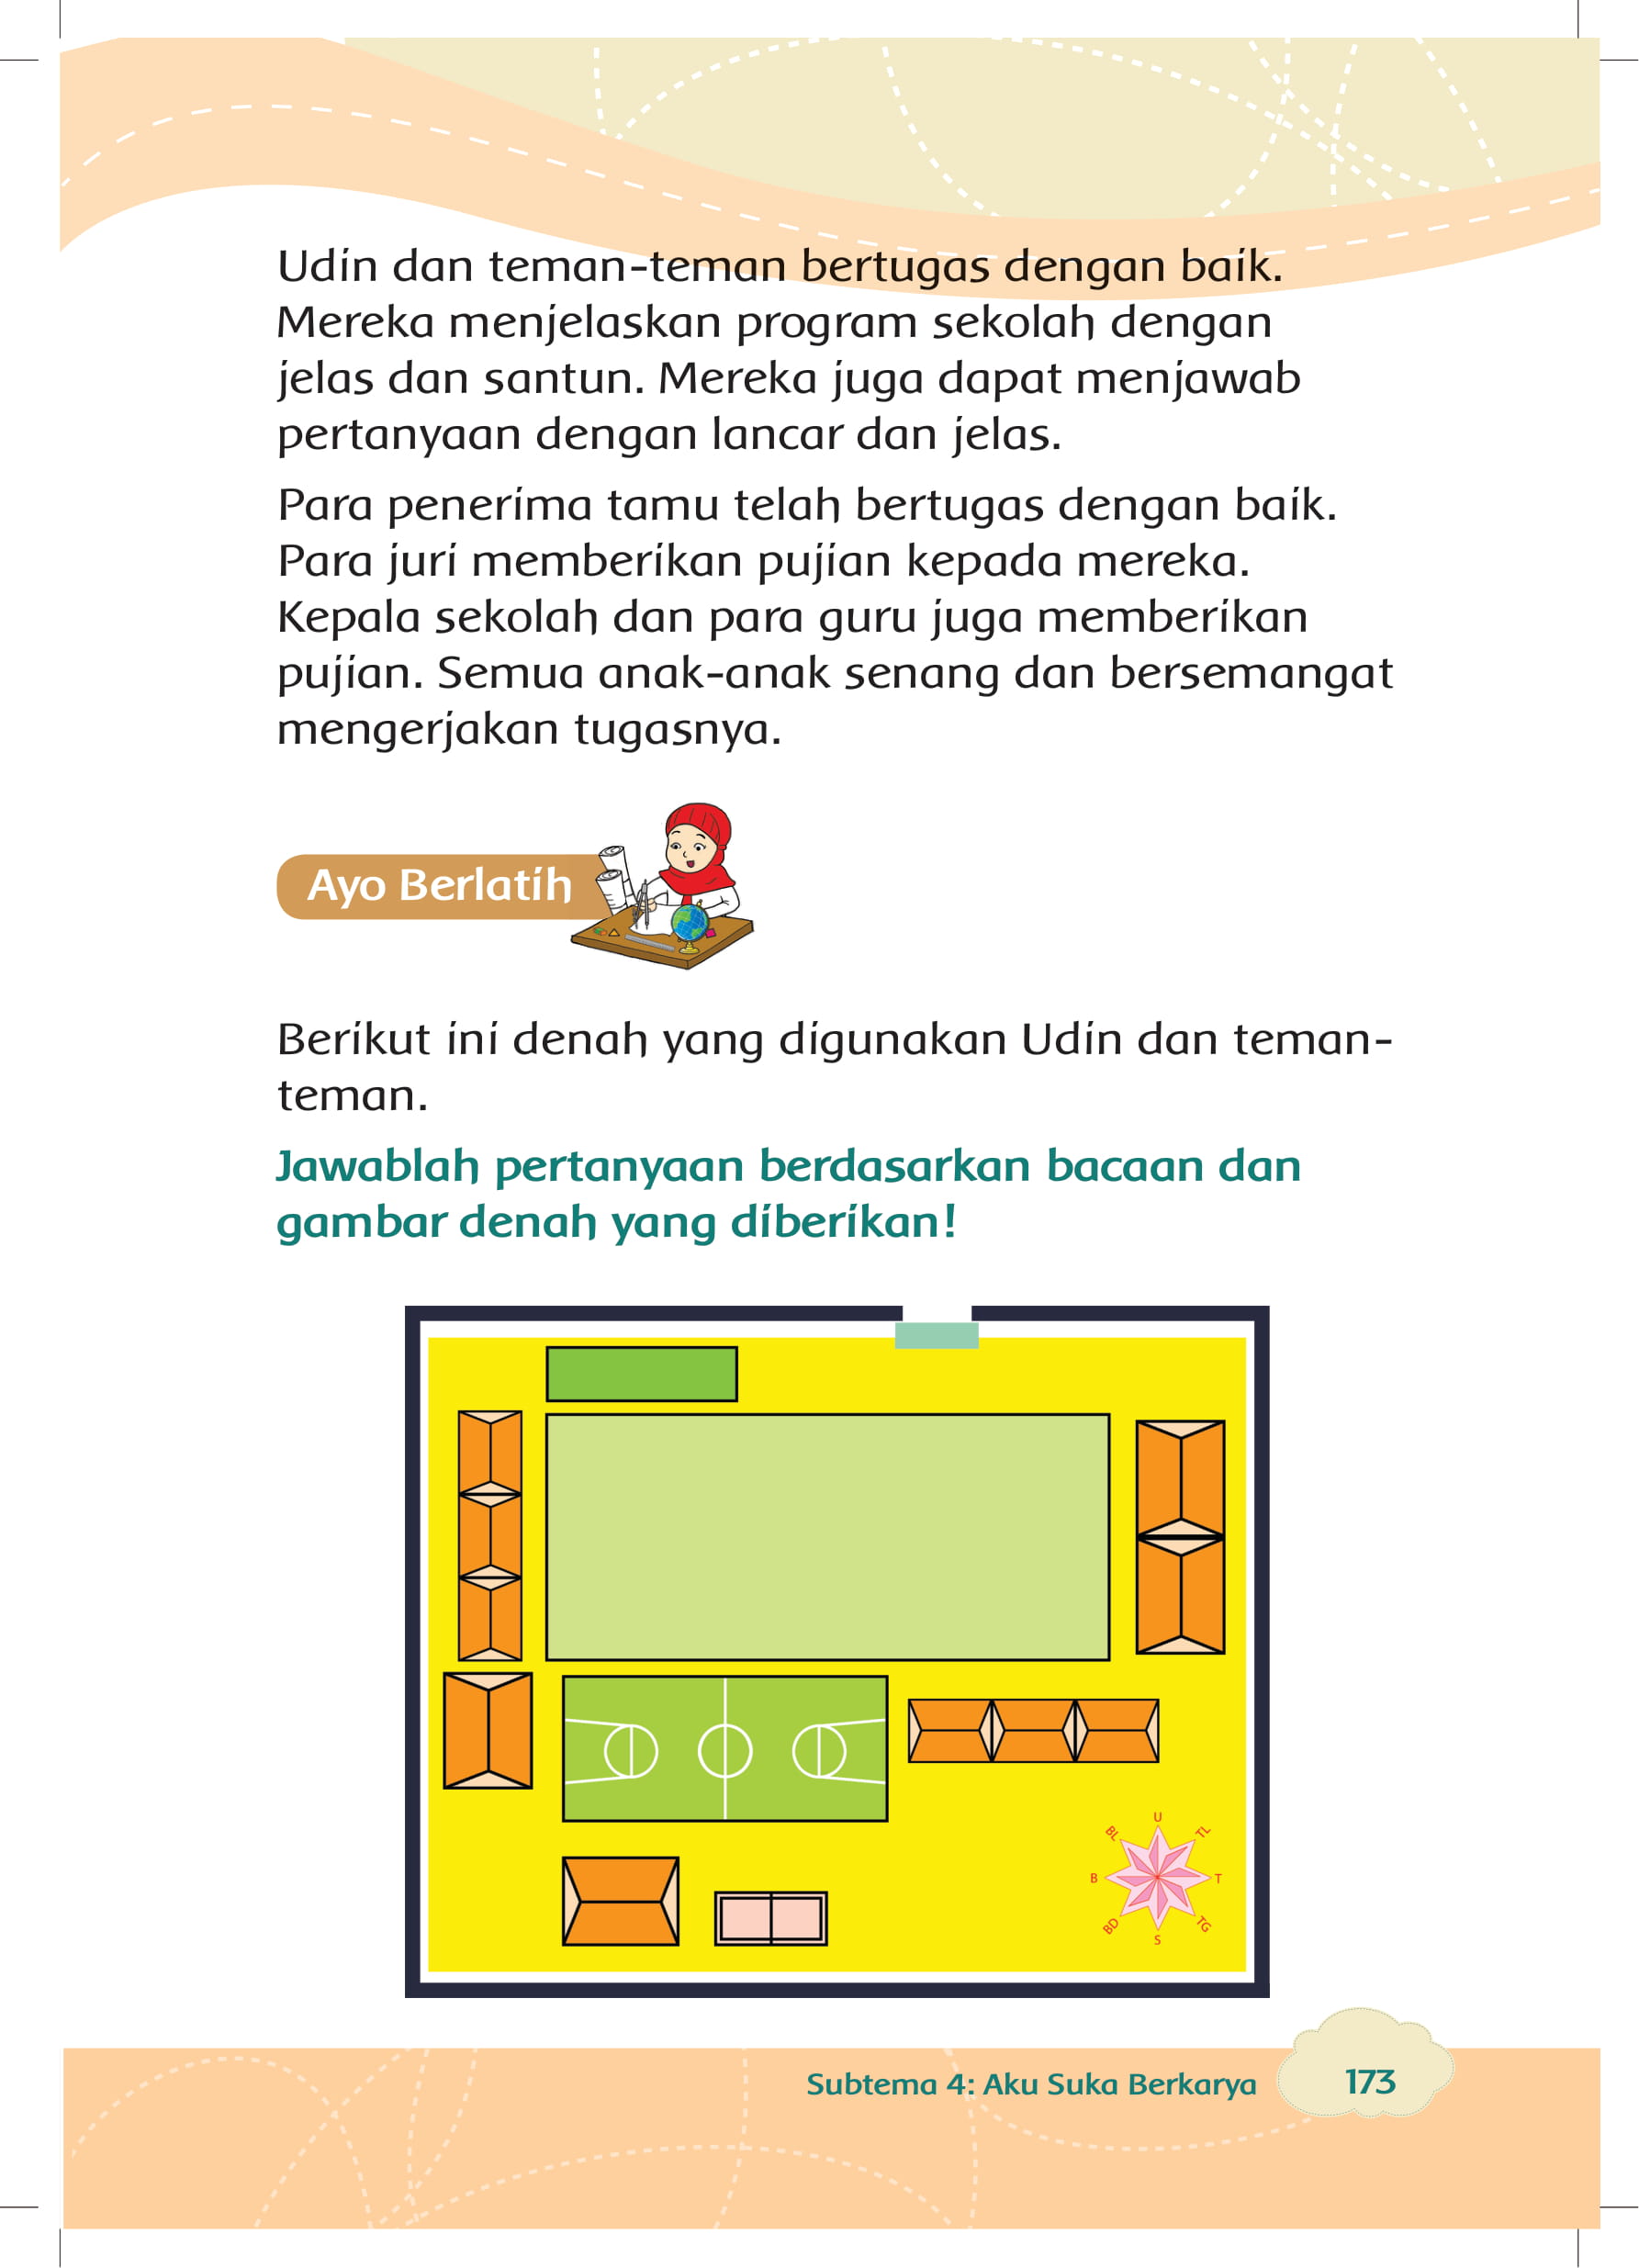 Udin dan teman-teman bertugas dengan baik.
Mereka menjelaskan program sekolah dengan
jelas dan santun. Mereka juga dapat menjawab
pertanyaan dengan lancar dan jelas.
Para penerima tamu telah bertugas dengan baik.
Para juri memberikan pujian kepada mereka.
Kepala sekolah dan para guru juga memberikan
pujian. Semua anak-anak senang dan bersemangat
mengerjakan tugasnya.
Ayo Berlatih
Berikut ini denah yang digunakan Udin dan teman-
teman.
Jawablah pertanyaan berdasarkan bacaan dan
gambar denah yang diberikan!
U
BL
TL
B
T
BD
TG
S
Subtema 4: Aku Suka Berkarya
173